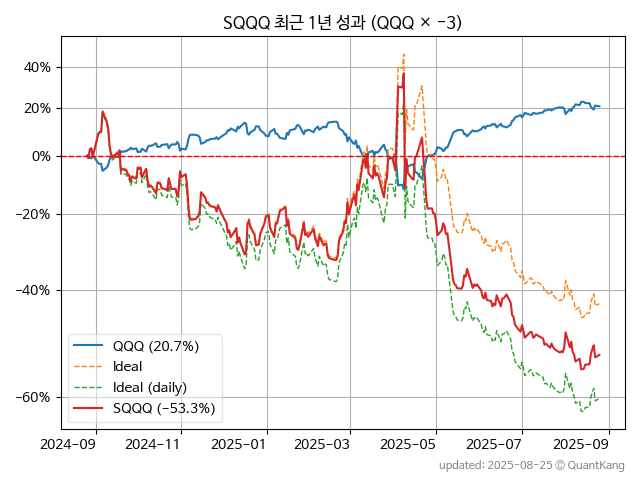 SQQQ 최근 1년 성과 (QQQ × −3)
40%
20%
0%
−20%
−40%
−60%
QQQ (20.7%)
Ideal
Ideal (daily)
SQQQ (−53.3%)
2024-09 2024-11 2025-01 2025-03 2025-05 2025-07 2025-09
updated: 2025-08-25 © QuantKang